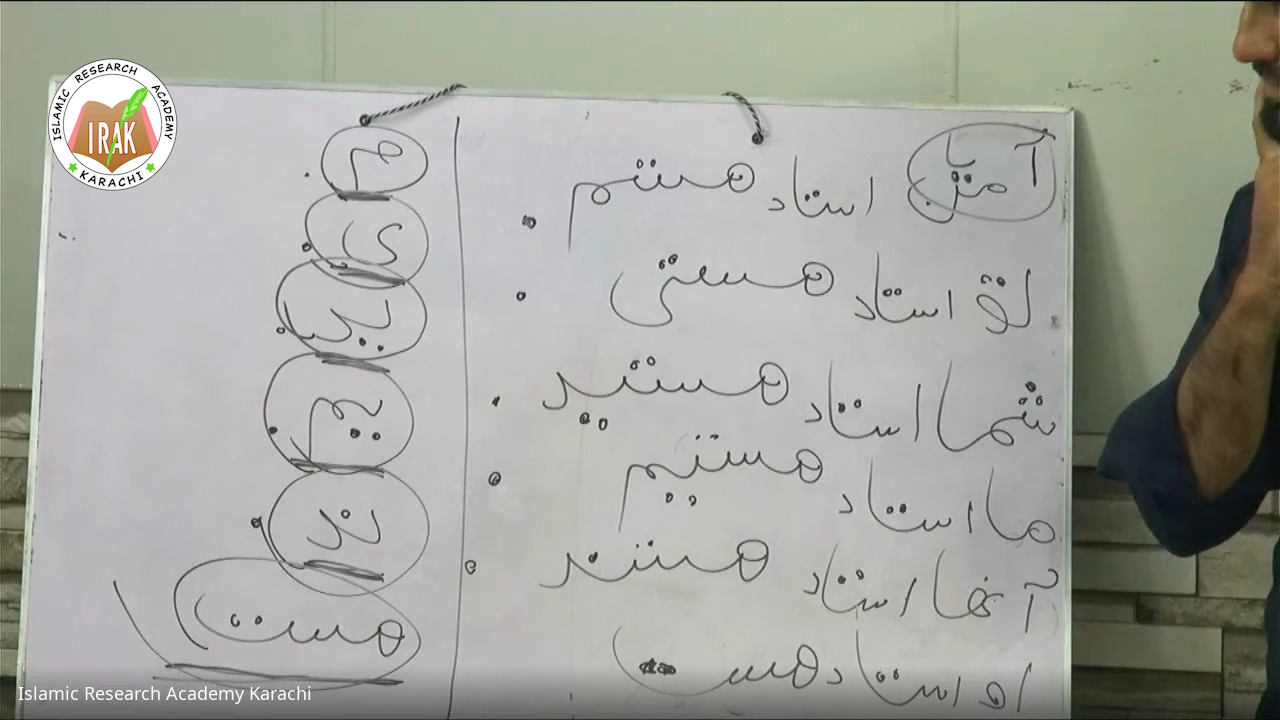 آیا من استاد هستم
تو استاد هستی
شما استاد هستید
ما استاد هستیم
آنها استاد هستند
او استاد هست
م
ی
ید
یم
ند
هست
ISLAMIC RESEARCH ACADEMY
IRAK
KARACHI
Islamic Research Academy Karachi